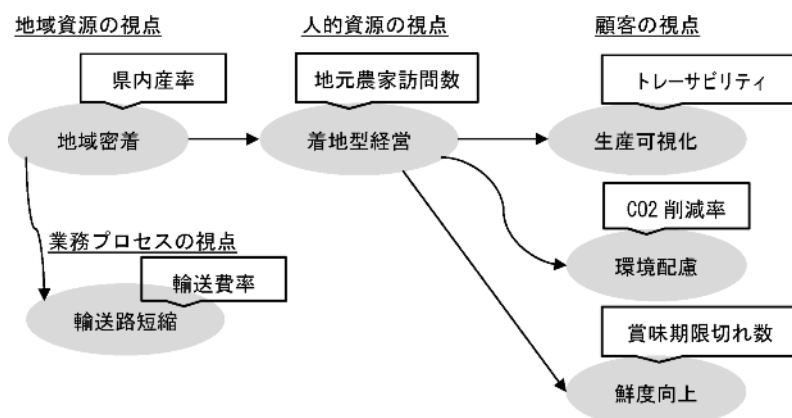 地域資源の視点
人的資源の視点
顧客の視点
県内産率
地元農家訪問数
トレーサビリティ
地域密着
着地型経営
生産可視化
CO2 削減率
環境配慮
業務プロセスの視点
輸送費率
輸送路短縮
賞味期限切れ数
鮮度向上